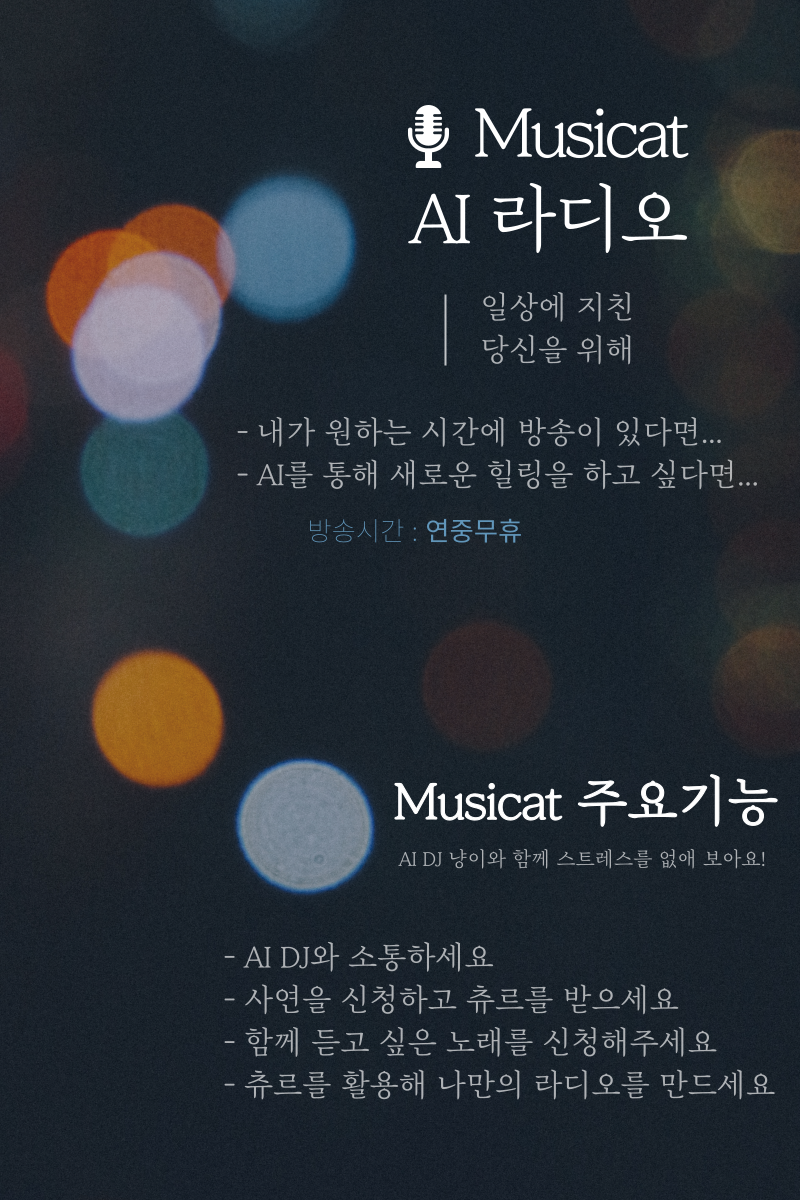 Musicat
AI 라디오
일상에 지친
당신을 위해
- 내가 원하는 시간에 방송이 있다면...
- AI를 통해 새로운 힐링을 하고 싶다면...
방송시간 : 연중무휴
Musicat 주요기능
AI DJ 냥이와 함께 스트레스를 없애 보아요!
- AI DJ와 소통하세요
- 사연을 신청하고 츄르를 받으세요
- 함께 듣고 싶은 노래를 신청해주세요
- 츄르를 활용해 나만의 라디오를 만드세요